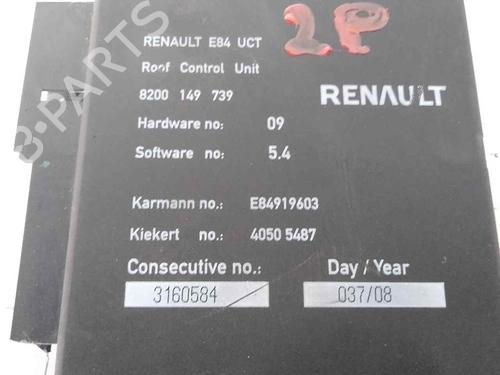 RENAULT E84 UCT
2P
Roof Control Unit
8200 149 739
RENAULT
Hardware no: 09
Software no: 5.4
Karmann no.: E84919603
Kiekert no.: 4050 5487
Consecutive no.: Day / Year
3160584 037/08
B-PARTS